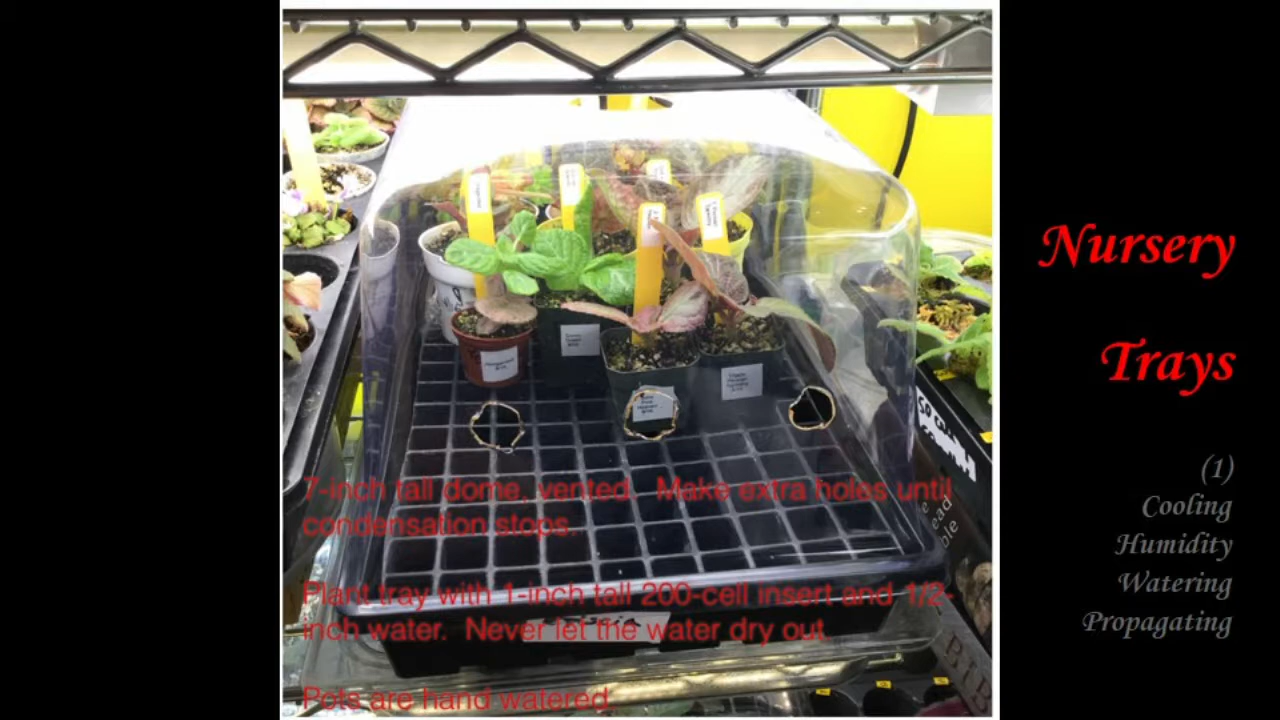 Nursery
Trays
(1)
Cooling
Humidity
Watering
Propagating
7-inch tall dome, vented. Make extra holes until
condensation stops.
Plant tray with 1-inch tall 200-cell insert and 1/2-
inch water. Never let the water dry out.
Pots are hand watered.